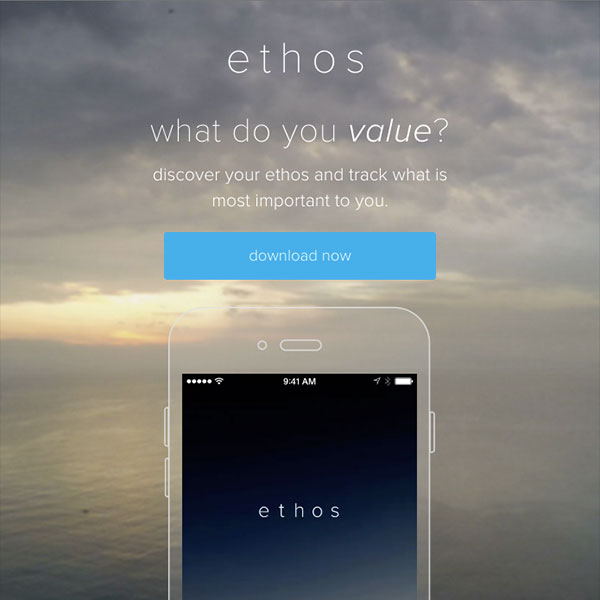 ethos
what do you value?
discover your ethos and track what is
most important to you.
download now
9:41 AM
ethos